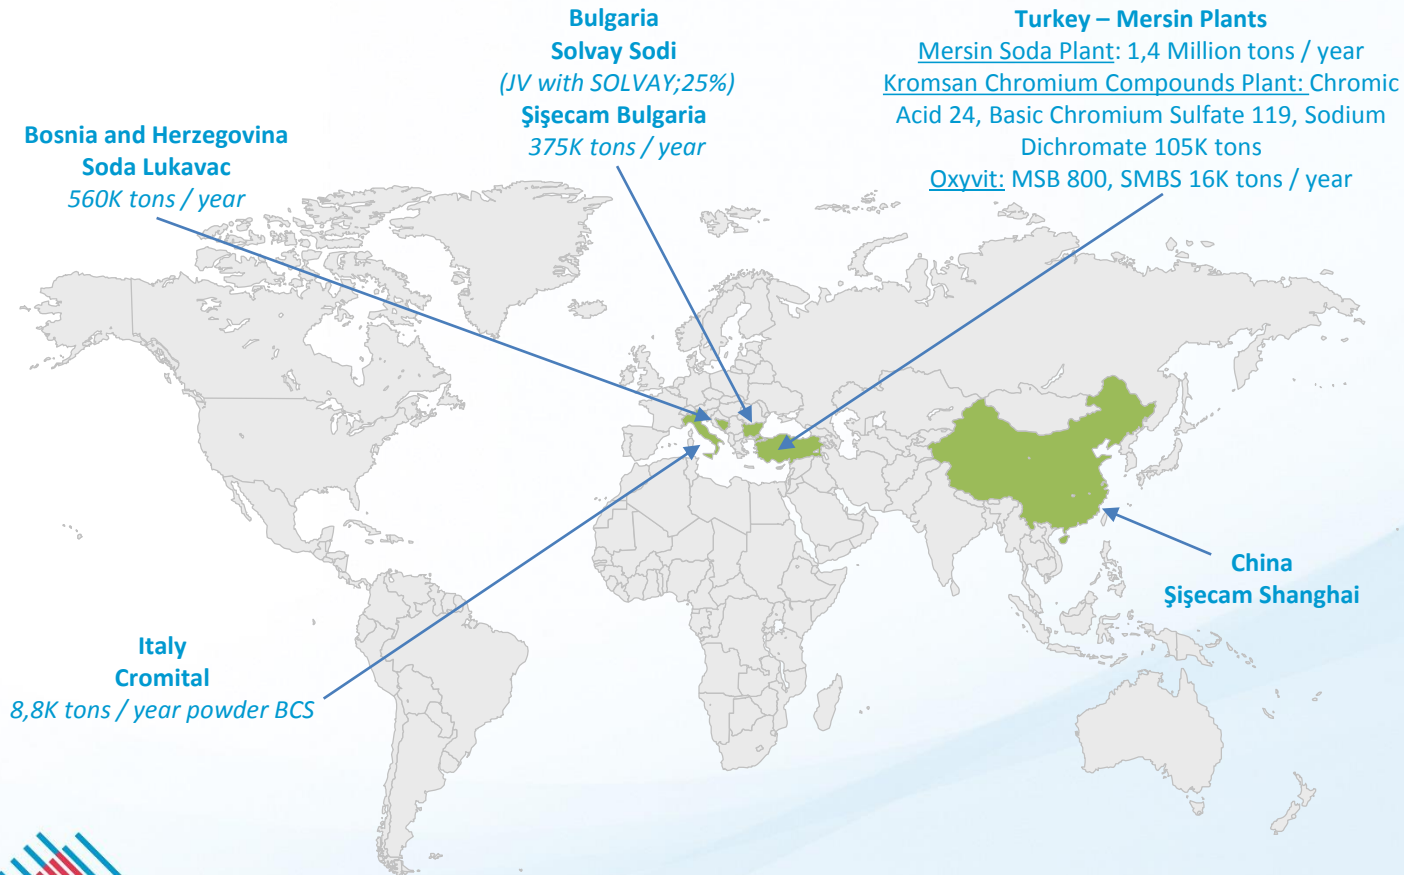 Bulgaria
Solvay Sodi
(JV with SOLVAY;25%)
Şişecam Bulgaria
375K tons / year
Turkey – Mersin Plants
Mersin Soda Plant: 1,4 Million tons / year
Kromsan Chromium Compounds Plant: Chromic
Acid 24, Basic Chromium Sulfate 119, Sodium
Dichromate 105K tons
Oxyvit: MSB 800, SMBS 16K tons / year
Bosnia and Herzegovina
Soda Lukavac
560K tons / year
China
Şişecam Shanghai
Italy
Cromital
8,8K tons / year powder BCS